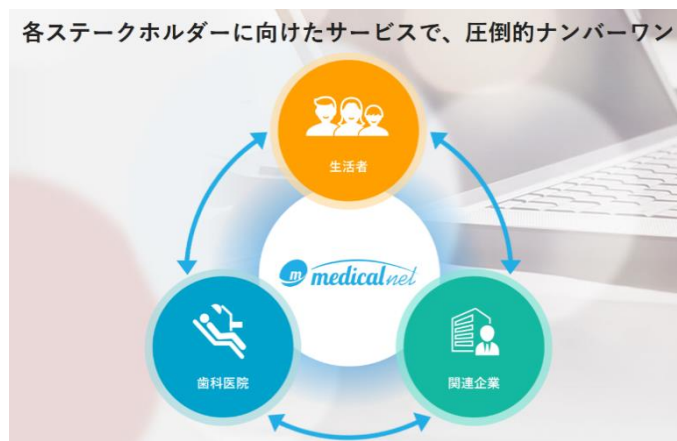 各ステークホルダーに向けたサービスで、圧倒的ナンバーワン
生活者
m medicalnet
歯科医院
関連企業